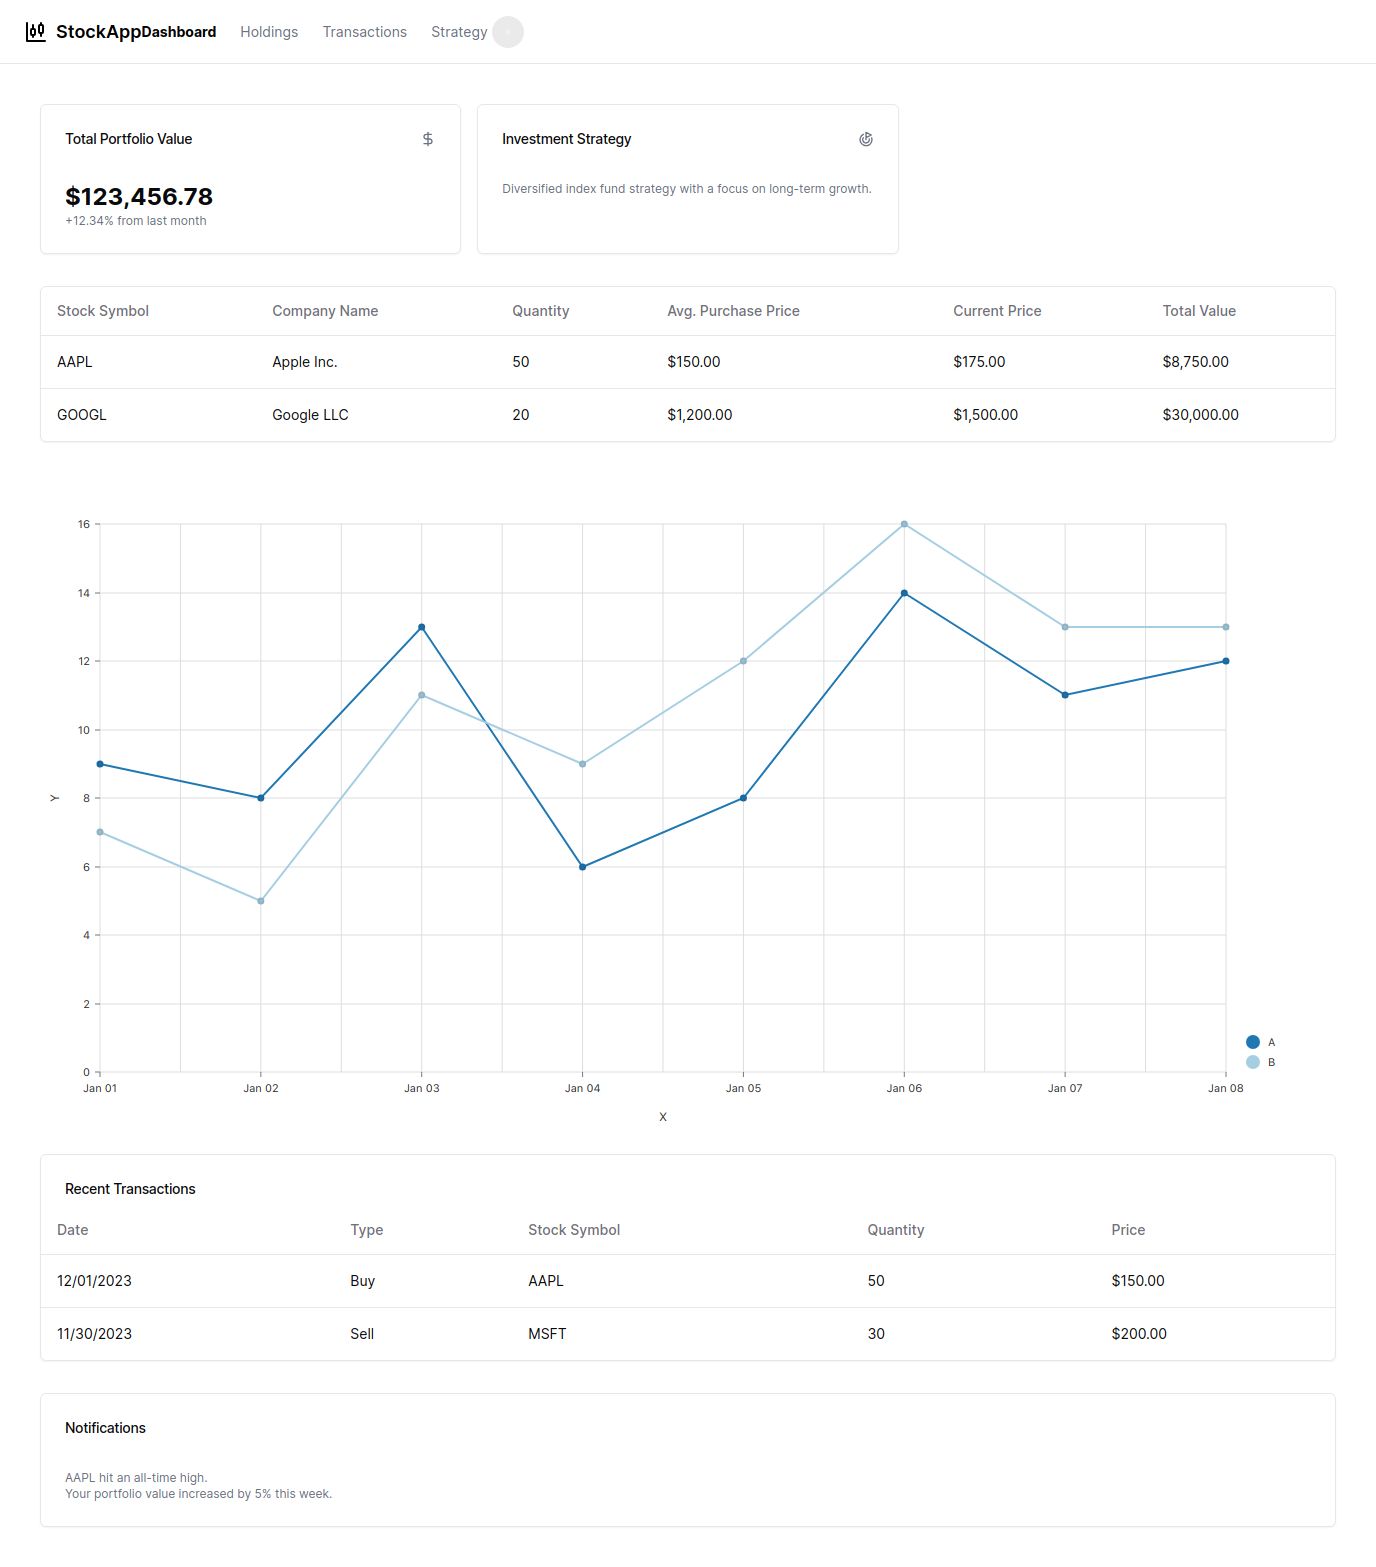 StockApp Dashboard Holdings Transactions Strategy
Total Portfolio Value
$123,456.78
+12.34% from last month
Investment Strategy
Diversified index fund strategy with a focus on long-term growth.
Stock Symbol Company Name Quantity Avg. Purchase Price Current Price Total Value
AAPL Apple Inc. 50 $150.00 $175.00 $8,750.00
GOOGL Google LLC 20 $1,200.00 $1,500.00 $30,000.00
16
14
12
10
8
6
4
2
0
Y
Jan 01 Jan 02 Jan 03 Jan 04 Jan 05 Jan 06 Jan 07 Jan 08
X
A
B
Recent Transactions
Date Type Stock Symbol Quantity Price
12/01/2023 Buy AAPL 50 $150.00
11/30/2023 Sell MSFT 30 $200.00
Notifications
AAPL hit an all-time high.
Your portfolio value increased by 5% this week.